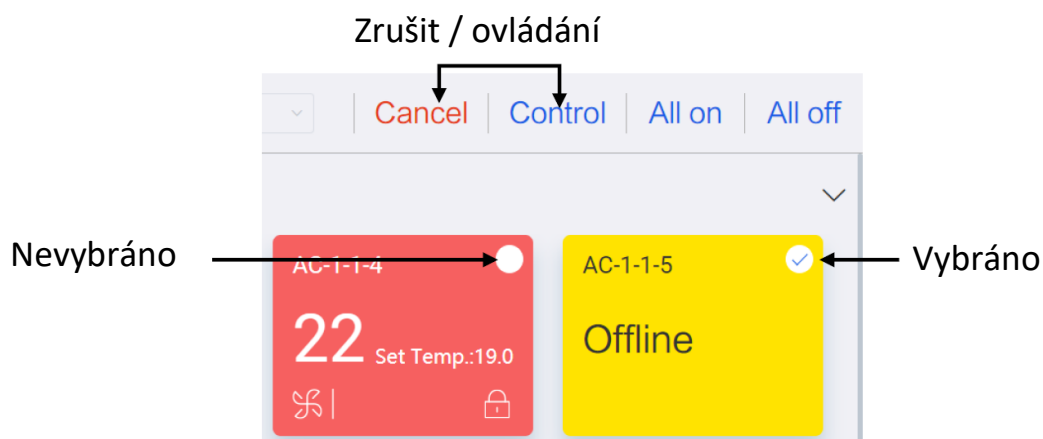 Zrušit / ovládání
Cancel Control All on All off
Nevybráno
AC-1-1-4
AC-1-1-5
Vybráno
22 Set Temp.:19.0
Offline